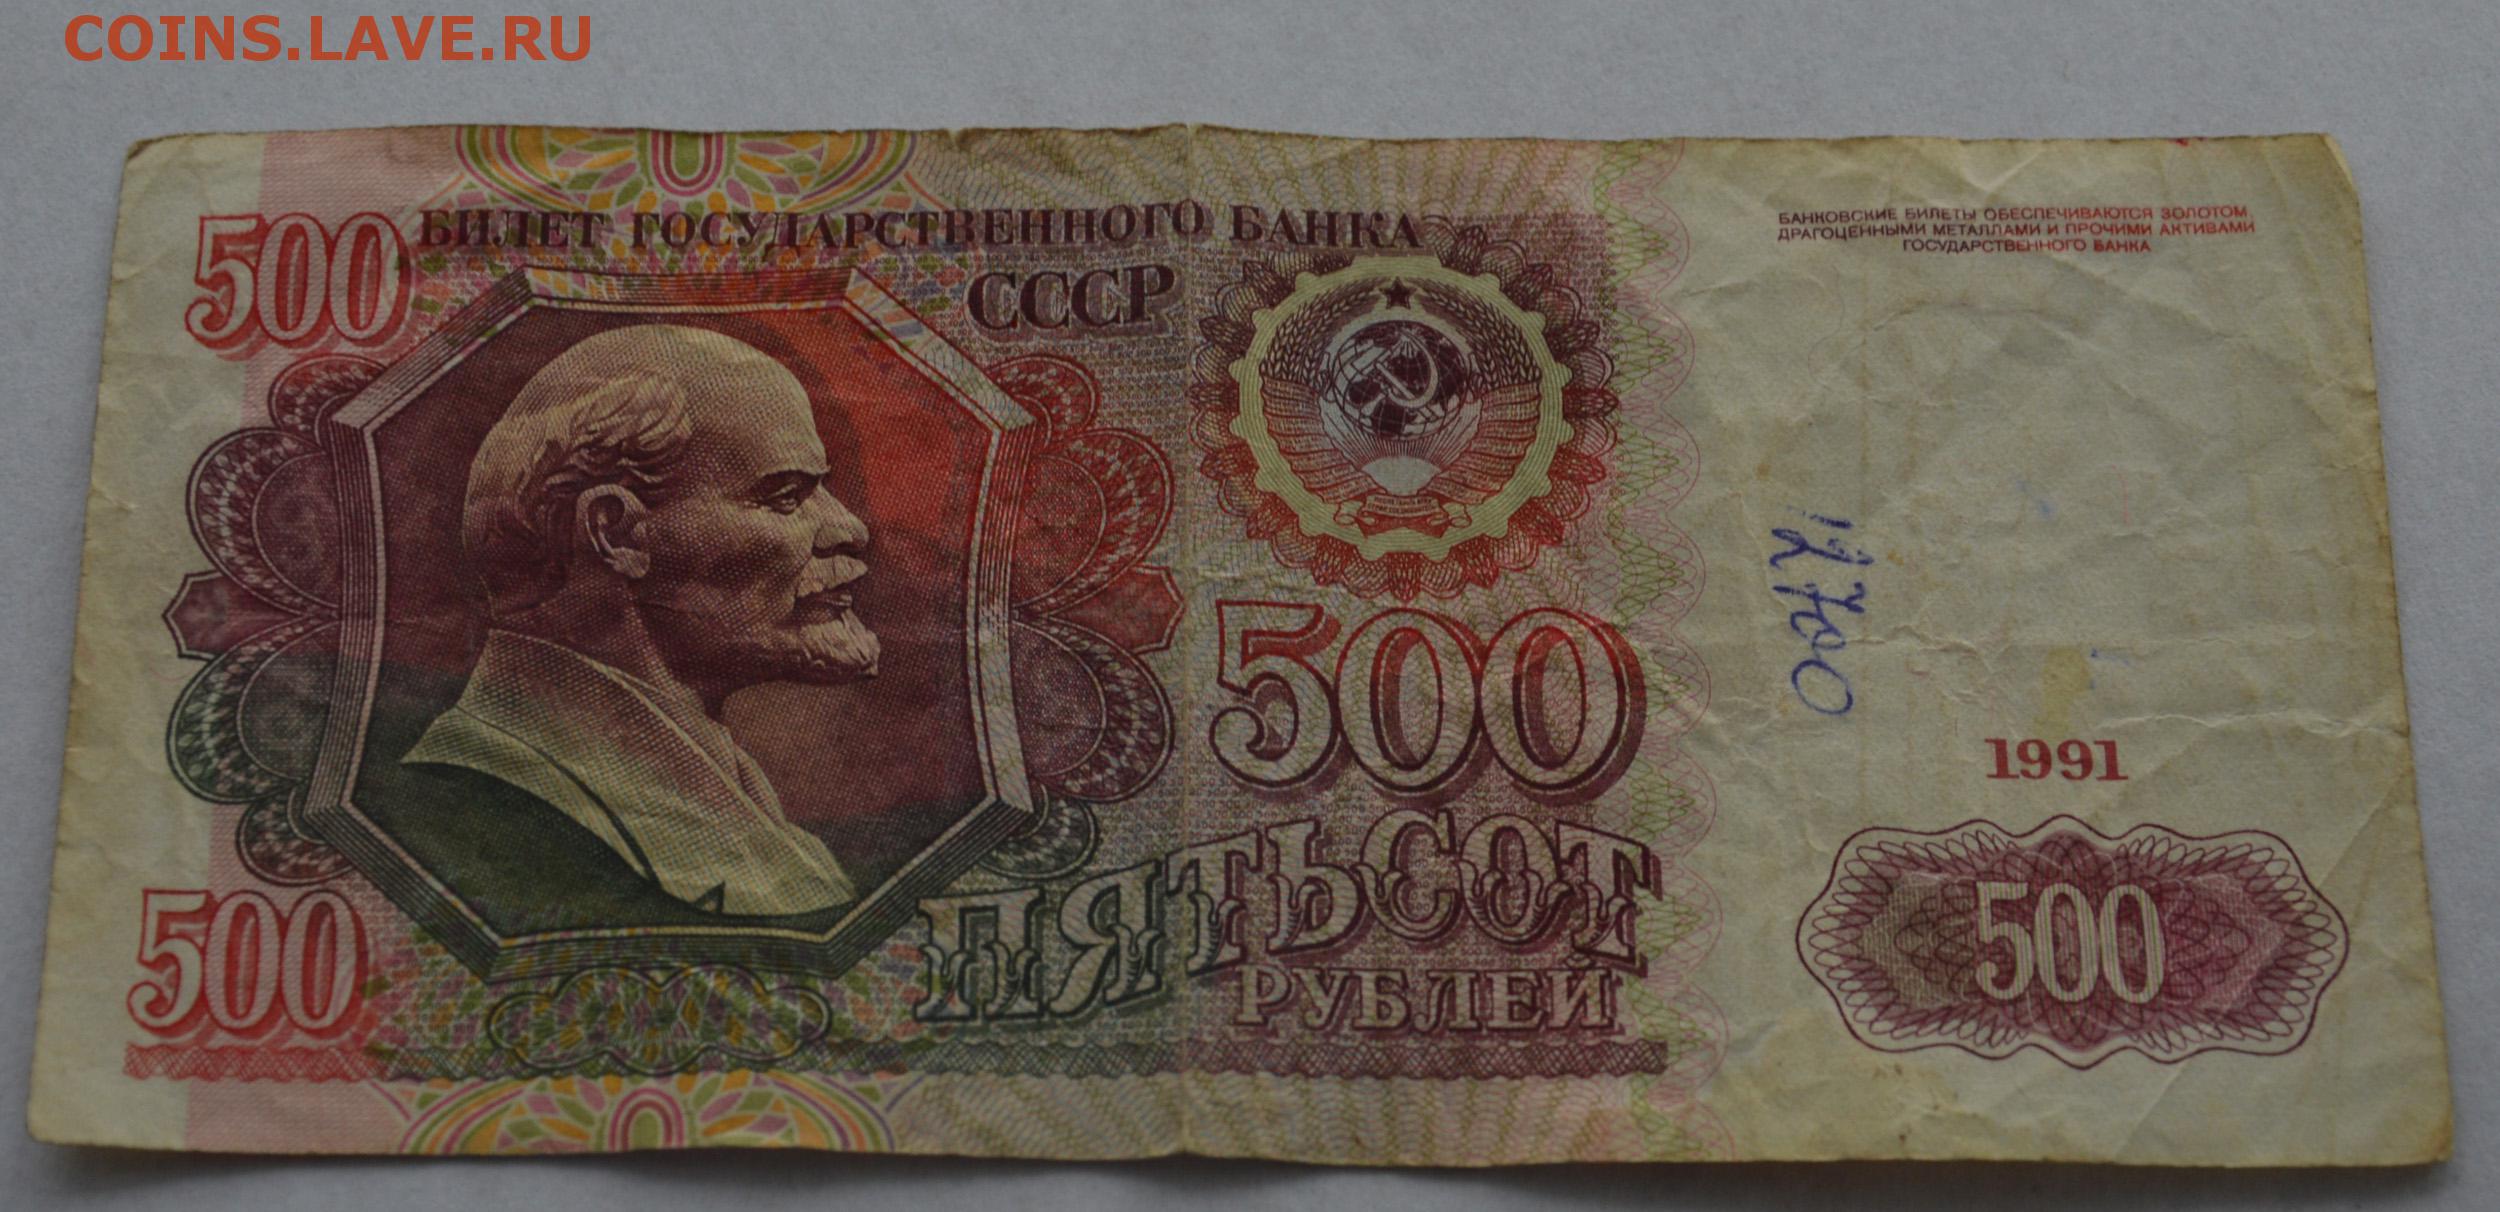 COINS.LAVE.RU
500 БИЛЕТ ГОСУДАРСТВЕННОГО БАНКА
СССР
БАНКОВСКИЕ БИЛЕТЫ ОБЕСПЕЧИВАЮТСЯ ЗОЛОТОМ,
ДРАГОЦЕННЫМИ МЕТАЛЛАМИ И ПРОЧИМИ АКТИВАМИ
ГОСУДАРСТВЕННОГО БАНКА
12700
500
1991
ПЯТЬСОТ
РУБЛЕЙ
500
500